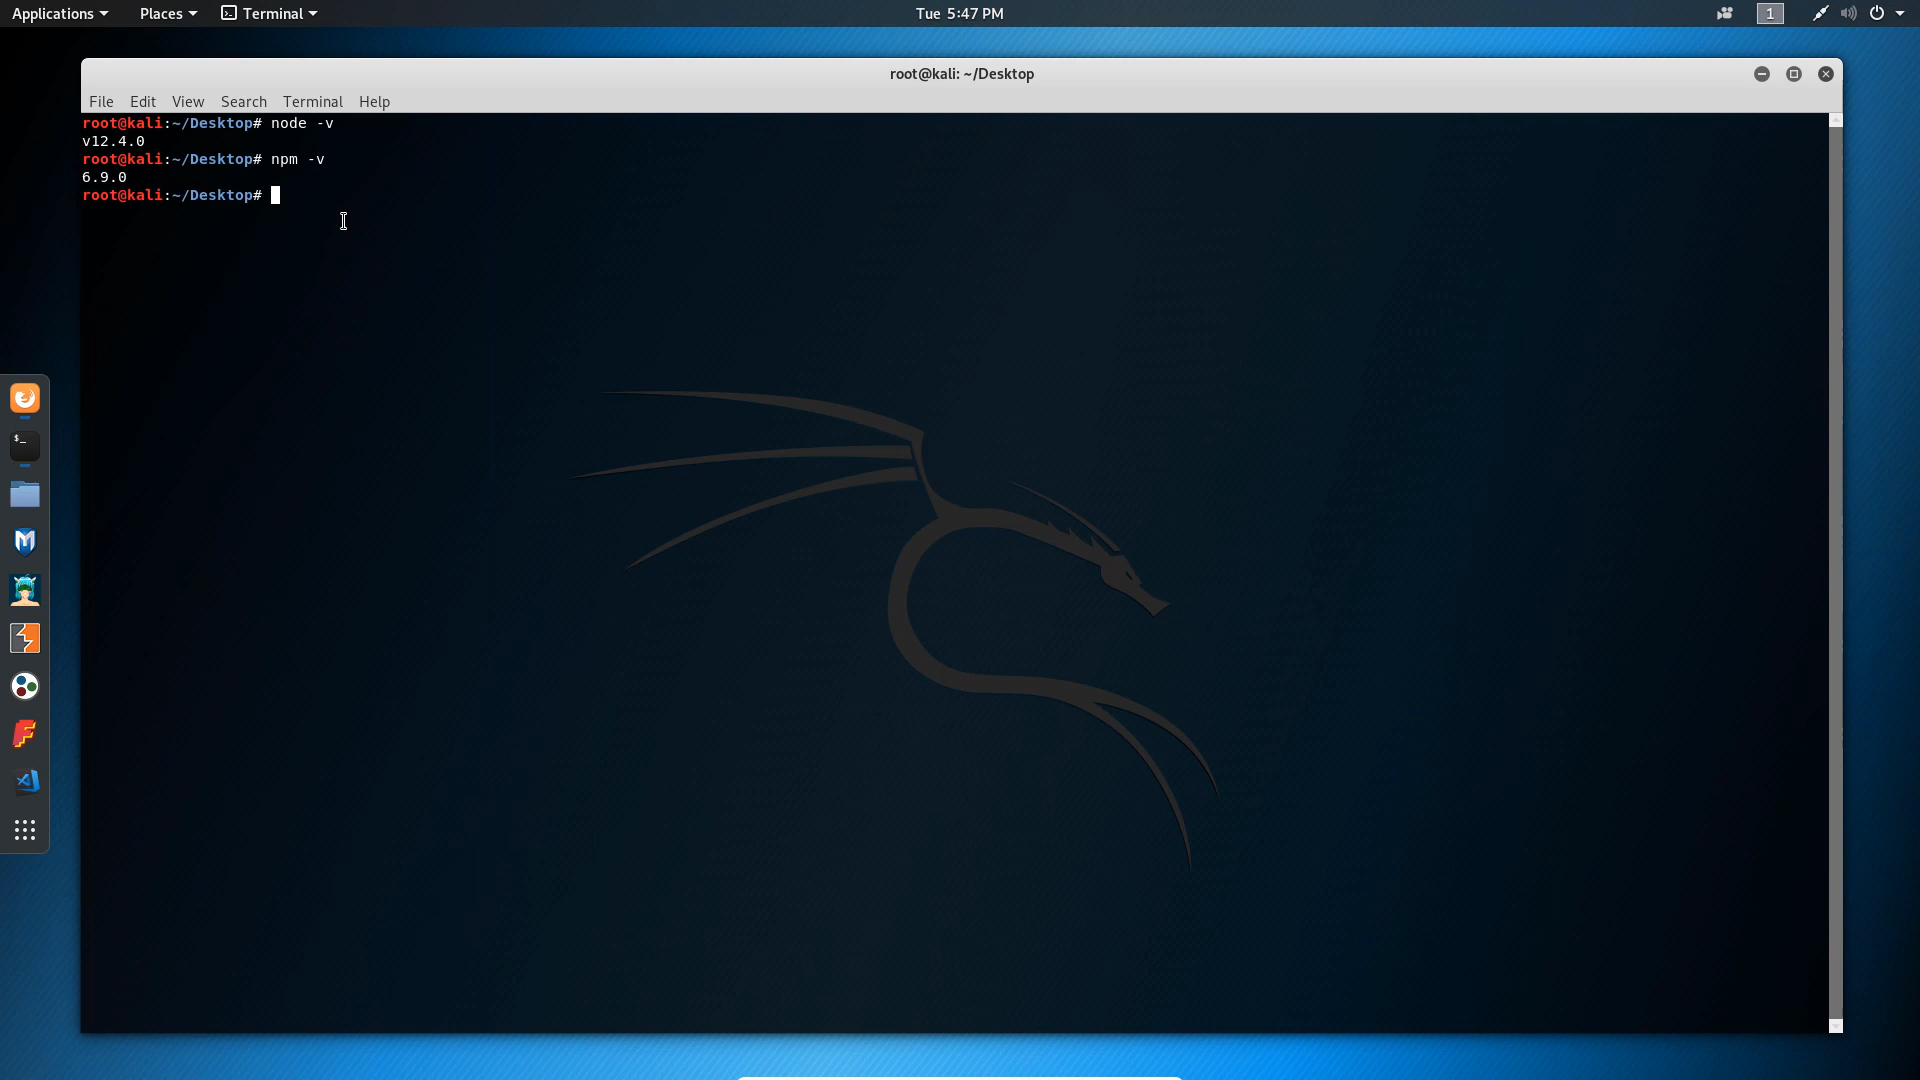 Applications Places Terminal Tue 5:47 PM 1
root@kali: ~/Desktop
File Edit View Search Terminal Help
root@kali:~/Desktop# node -v
v12.4.0
root@kali:~/Desktop# npm -v
6.9.0
root@kali:~/Desktop#
$_